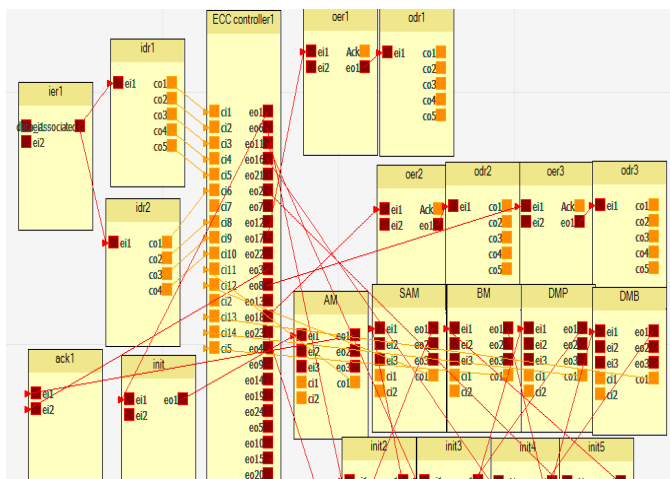 ECC controller1
oer1
odr1
idr1
ei1
Ack
ei2
eo1
ei1
co1
co2
co3
co4
co5
ier1
ei2
ei1
co1
co2
co3
co4
co5
ci1
ci2
ci3
ci4
ci5
ci6
ci7
ci8
ci9
ci10
ci11
ci12
ci2
ci13
ci14
ci5
eo1
eo6
eo11
eo16
eo21
eo2
eo7
eo12
eo17
eo22
eo3
eo8
eo13
eo18
eo23
eo4
eo9
eo14
eo19
eo24
eo5
eo10
eo15
eo20
oer2
odr2
oer3
odr3
ei1
Ack
ei2
eo1
ei1
co1
co2
co3
co4
co5
ei1
Ack
ei2
eo1
ei1
co1
co2
co3
co4
co5
idr2
ei1
co1
co2
co3
co4
AM
SAM
BM
DMP
DMB
ei1
ei2
ei3
ci1
ci2
eo1
eo2
eo3
co1
ei1
ei2
ei3
ci1
ci2
eo1
eo2
eo3
co1
ei1
ei2
ei3
ci1
ci2
eo1
eo2
eo3
co1
ei1
ei2
ei3
ci1
ci2
eo1
eo2
eo3
co1
ei1
ei2
ei3
ci1
ci2
eo1
eo2
eo3
co1
ack1
ei1
ei2
init
ei1
ei2
eo1
init2
init3
init4
init5